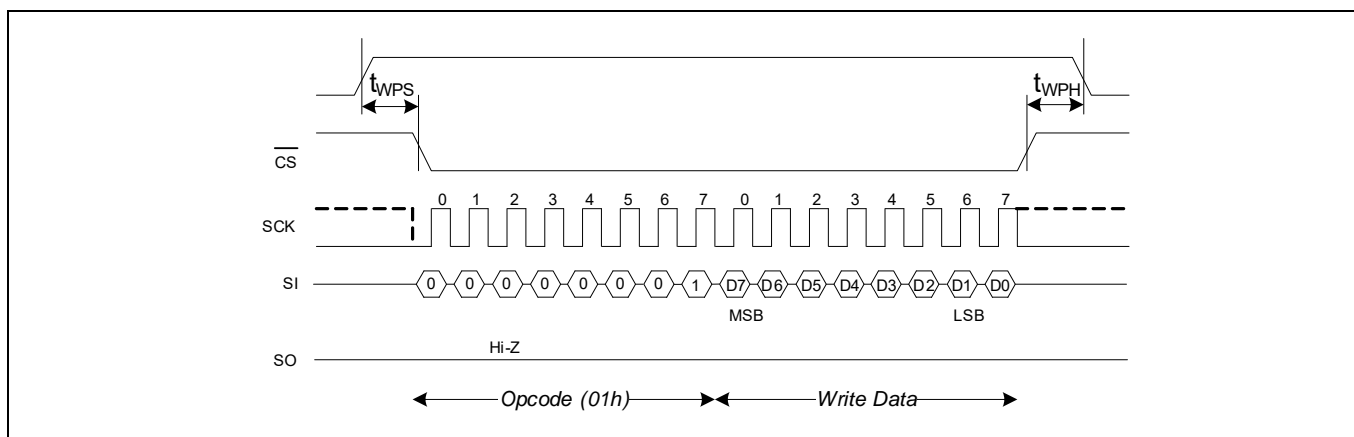 tWPS tWPH
CS
0 1 2 3 4 5 6 7 0 1 2 3 4 5 6 7
SCK
SI 0 0 0 0 0 0 0 1 D7 D6 D5 D4 D3 D2 D1 D0
MSB LSB
Hi-Z
SO
Opcode (01h) Write Data